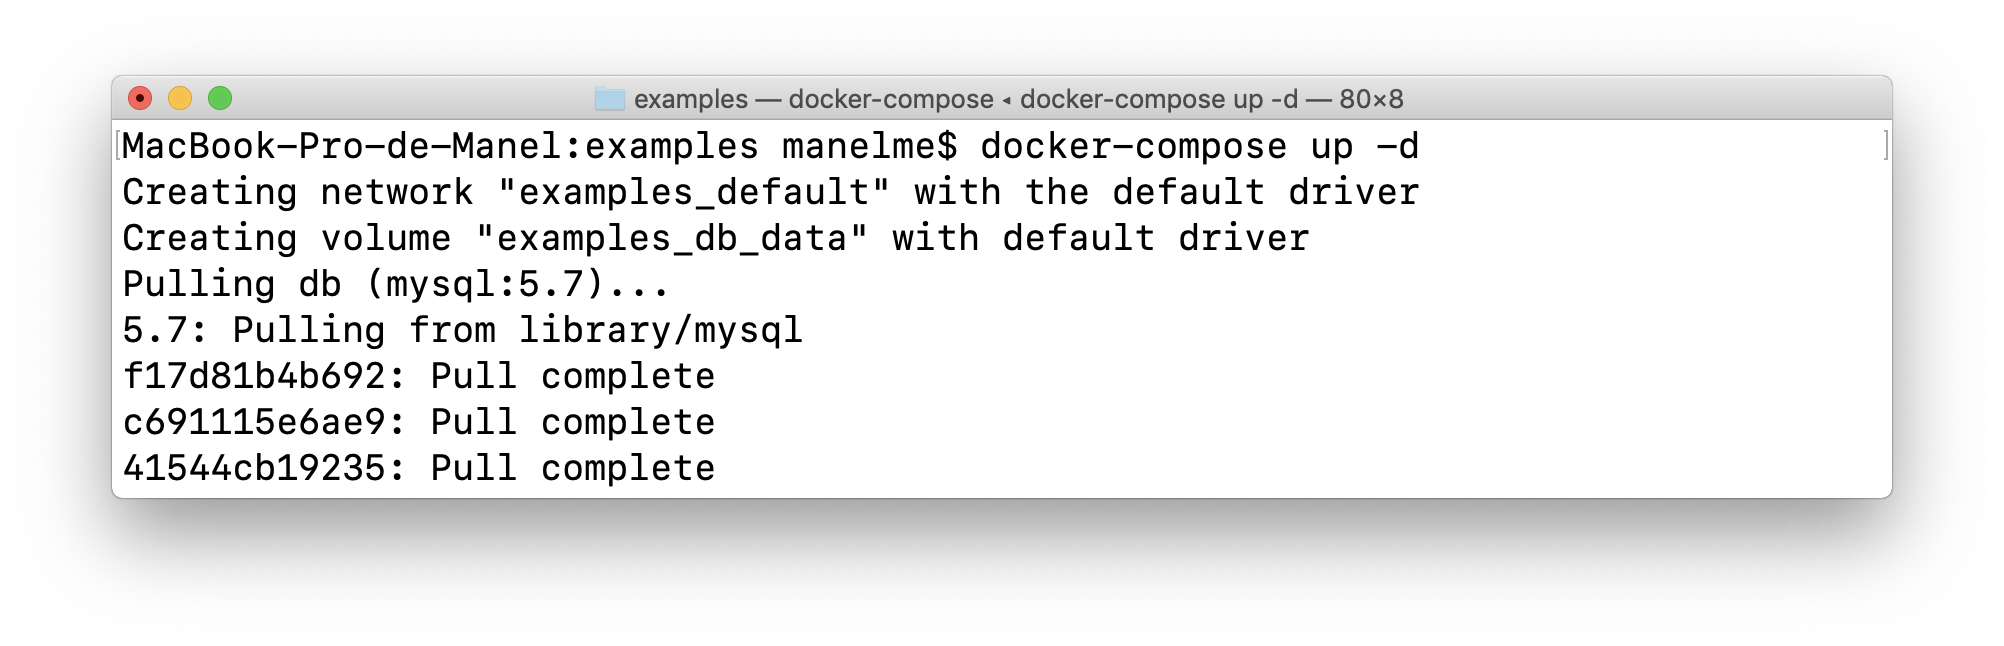 examples — docker-compose ◂ docker-compose up -d — 80×8
MacBook-Pro-de-Manel:examples manelme$ docker-compose up -d
Creating network "examples_default" with the default driver
Creating volume "examples_db_data" with default driver
Pulling db (mysql:5.7)...
5.7: Pulling from library/mysql
f17d81b4b692: Pull complete
c691115e6ae9: Pull complete
41544cb19235: Pull complete